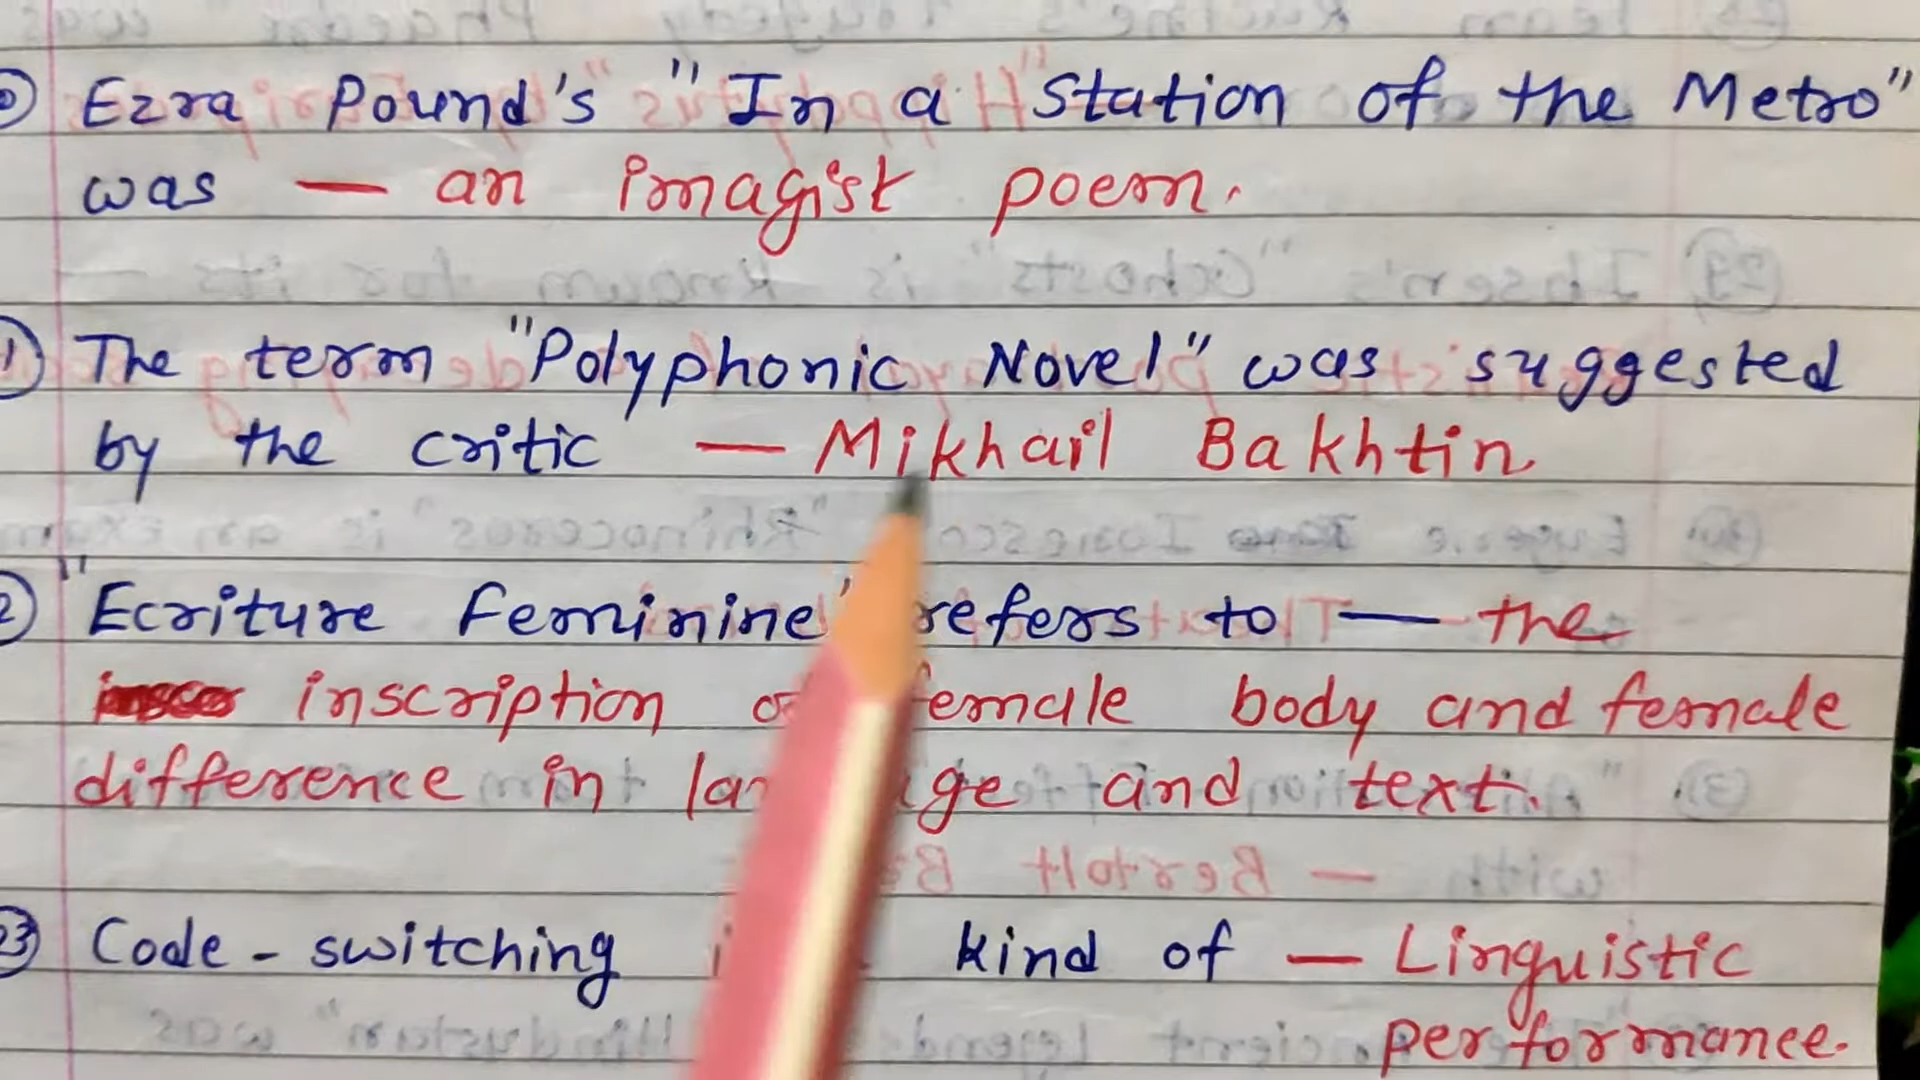 Ezra Pound's "In a Station of the Metro"
was — an imagist poem.
The term "Polyphonic Novel" was suggested
by the critic — Mikhail Bakhtin.
"Ecriture Feminine" refers to — the
inscription female body and female
difference in and text.
23 Code-switching kind of — Linguistic
performance.